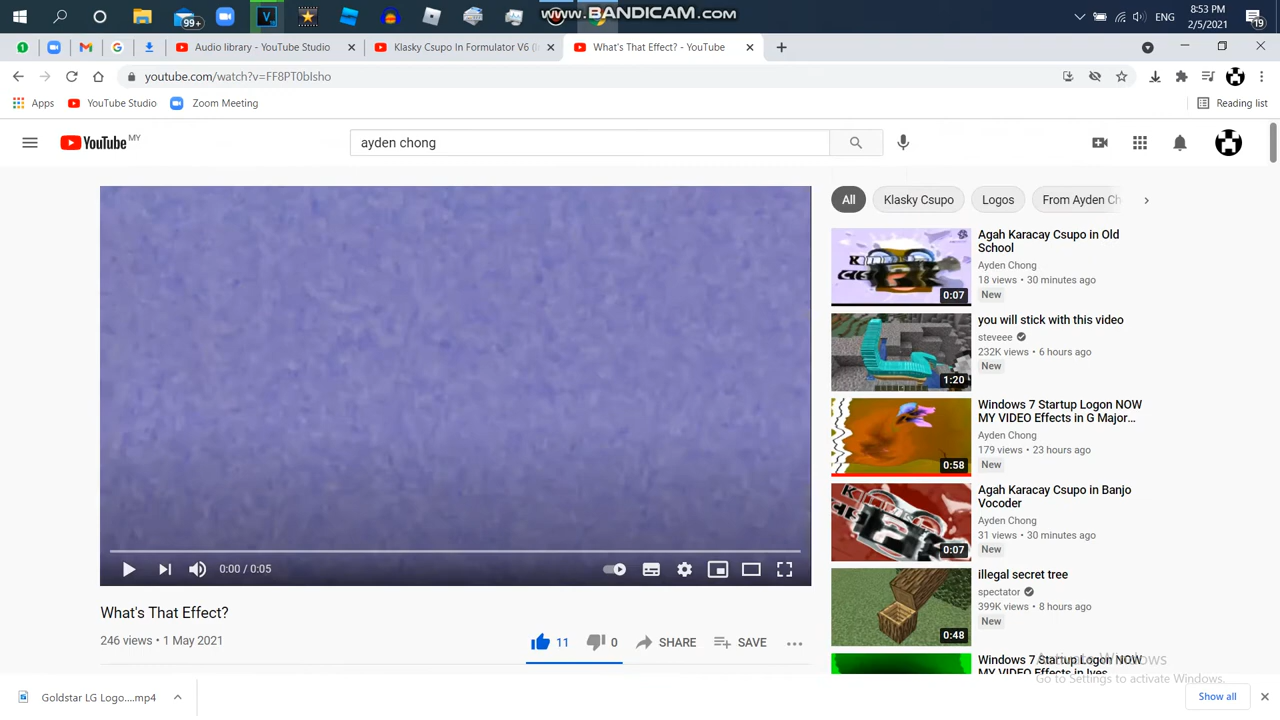 www.BANDICAM.com
99+
ENG
8:53 PM
2/5/2021
19
1
Audio library - YouTube Studio
Klasky Csupo In Formulator V6 (
What's That Effect? - YouTube
youtube.com/watch?v=FF8PT0bIsho
Apps
YouTube Studio
Zoom Meeting
Reading list
YouTube MY
ayden chong
All
Klasky Csupo
Logos
From Ayden Ch
Agah Karacay Csupo in Old
School
Ayden Chong
18 views • 30 minutes ago
New
0:07
you will stick with this video
steveee
232K views • 6 hours ago
New
1:20
Windows 7 Startup Logon NOW
MY VIDEO Effects in G Major...
Ayden Chong
179 views • 23 hours ago
New
0:58
Agah Karacay Csupo in Banjo
Vocoder
Ayden Chong
31 views • 30 minutes ago
New
0:07
illegal secret tree
spectator
399K views • 8 hours ago
New
0:48
Windows 7 Startup Logon NOW
MY VIDEO Effects in Ives
0:00 / 0:05
What's That Effect?
246 views • 1 May 2021
11
0
SHARE
SAVE
Activate Windows
Go to Settings to activate Windows.
Goldstar LG Logo....mp4
Show all